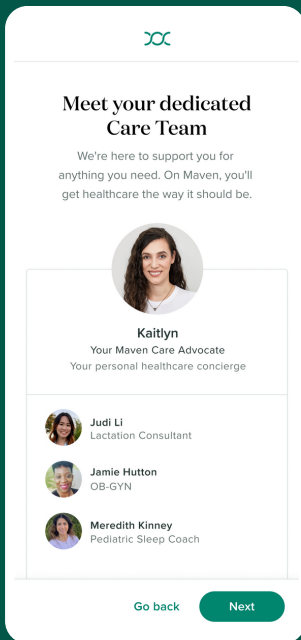 Meet your dedicated
Care Team
We're here to support you for
anything you need. On Maven, you'll
get healthcare the way it should be.
Kaitlyn
Your Maven Care Advocate
Your personal healthcare concierge
Judi Li
Lactation Consultant
Jamie Hutton
OB-GYN
Meredith Kinney
Pediatric Sleep Coach
Go back
Next